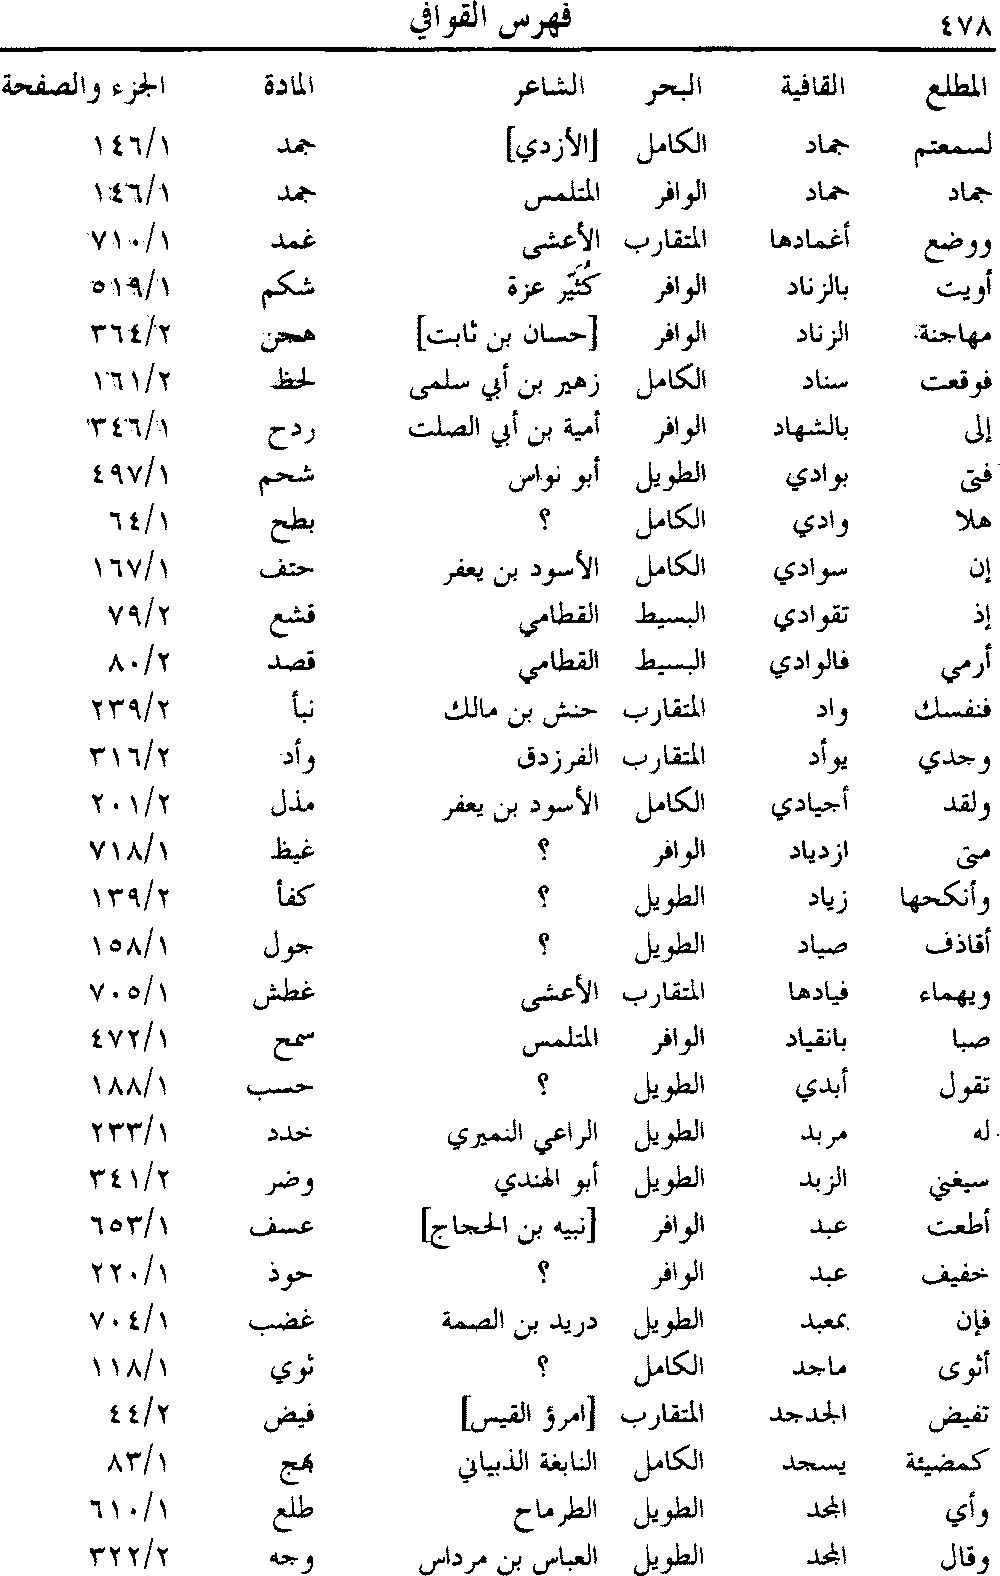 ٤٧٨ فهرس القوافي
المطلع القافية البحر الشاعر المادة الجزء والصفحة
لسمعتم جماد الكامل [الأزدي] جمد ١٤٦/١
جماد حماد الوافر المتلمس جمد ١٤٦/١
ووضع أغمادها المتقارب الأعشى غمد ٧١٠/١
أويت بالزناد الوافر كُثَيّر عزة شكم ٥١٩/١
مهاجنة الزناد الوافر [حسان بن ثابت] هجن ٣٦٤/٢
فوقعت سناد الكامل زهير بن أبي سلمى لحظ ١٦١/٢
إلى بالشهاد الوافر أمية بن أبي الصلت ردح ٣٤٦/١
فتى بوادي الطويل أبو نواس شحم ٤٩٧/١
هلا وادي الكامل ؟ بطح ٦٤/١
إن سوادي الكامل الأسود بن يعفر حتف ١٦٧/١
إذ تقوادي البسيط القطامي قشع ٧٩/٢
أرمي فالوادي البسيط القطامي قصد ٨٠/٢
فنفسك واد المتقارب حنش بن مالك نبأ ٢٣٩/٢
وجدي يوأد المتقارب الفرزدق وأد ٣١٦/٢
ولقد أجيادي الكامل الأسود بن يعفر مذل ٢٠١/٢
متى ازدياد الوافر ؟ غيظ ٧١٨/١
وأنكحها زياد الطويل ؟ كفأ ١٣٩/٢
أقاذف صياد الطويل ؟ جول ١٥٨/١
ويهماء فيادها المتقارب الأعشى غطش ٧٠٥/١
صبا بانقياد الوافر المتلمس سمح ٤٧٢/١
تقول أبدي الطويل ؟ حسب ١٨٨/١
له مربد الطويل الراعي النميري خدد ٢٣٣/١
سيغني الزبد الطويل أبو الهندي وضر ٣٤١/٢
أطعت عبد الوافر [نبيه بن الحجاج] عسف ٦٥٣/١
خفيف عبد الوافر ؟ حوذ ٢٢٠/١
فإن بمعبد الطويل دريد بن الصمة غضب ٧٠٤/١
أثوى ماجد الكامل ؟ ثوي ١١٨/١
تفيض الجدجد المتقارب [امرؤ القيس] فيض ٤٤/٢
كمضيئة يسجد الكامل النابغة الذبياني بهج ٨٣/١
وأي المجد الطويل الطرماح طلع ٦١٠/١
وقال المجد الطويل العباس بن مرداس وجه ٣٢٢/٢